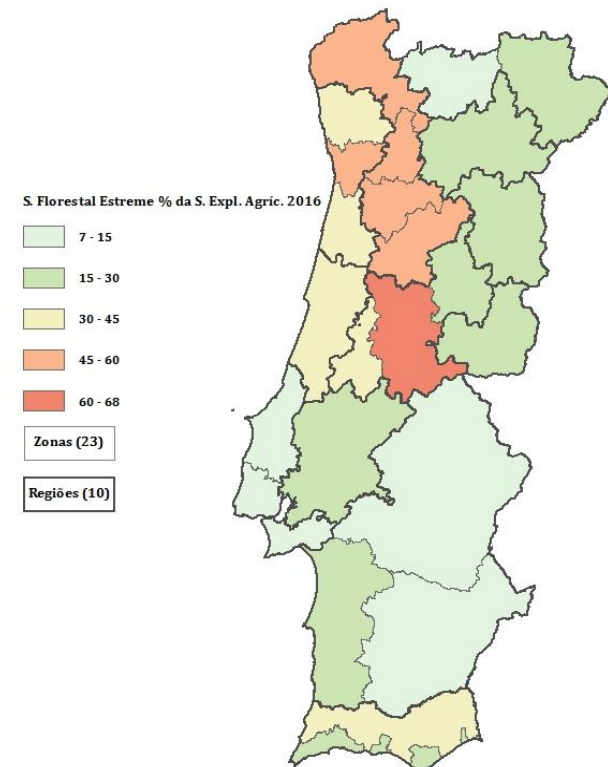 S. Florestal Estreme % da S. Expl. Agríc. 2016
7 - 15
15 - 30
30 - 45
45 - 60
60 - 68
Zonas (23)
Regiões (10)